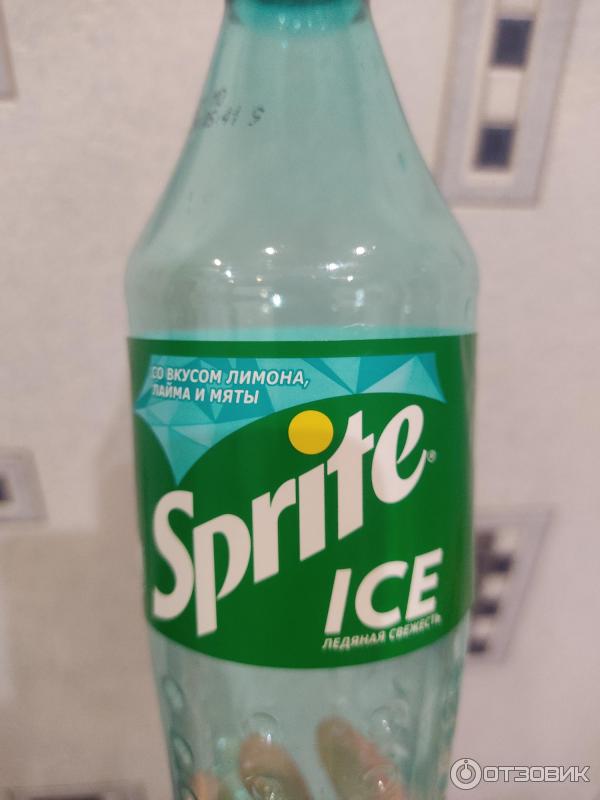 СО ВКУСОМ ЛИМОНА,
ЛАЙМА И МЯТЫ
Sprite®
ICE
ЛЕДЯНАЯ СВЕЖЕСТЬ
ОТЗОВИК